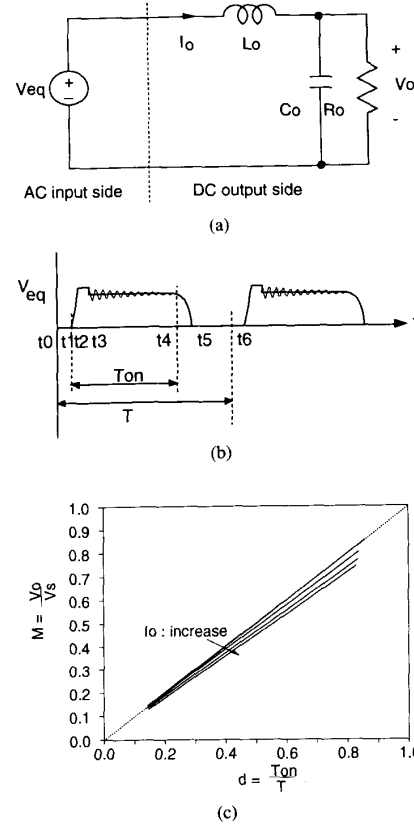 Io
Lo
+
Veq
+
−
Co
Ro
Vo
-
AC input side
DC output side
(a)
Veq
t0 t1 t2 t3 t4 t5 t6
Ton
T
(b)
1.0
0.9
0.8
0.7
0.6
0.5
0.4
0.3
0.2
0.1
0.0
M = Vo/Vs
Io : increase
0.0 0.2 0.4 0.6 0.8 1.0
d = Ton/T
(c)